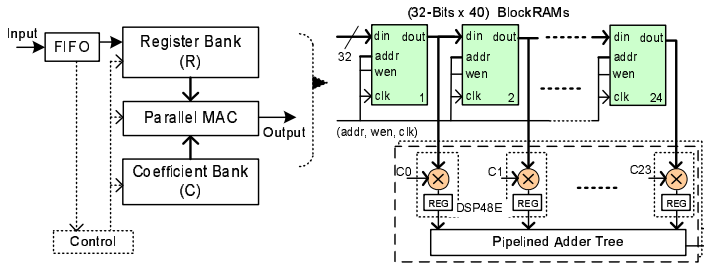 (32-Bits x 40) BlockRAMs
Input
FIFO
Register Bank
(R)
Parallel MAC
Output
Coefficient Bank
(C)
Control
32
din dout
addr
wen
clk
1
din dout
addr
wen
clk
2
din dout
addr
wen
clk
24
(addr, wen, clk)
C0
REG
DSP48E
C1
REG
C23
REG
Pipelined Adder Tree